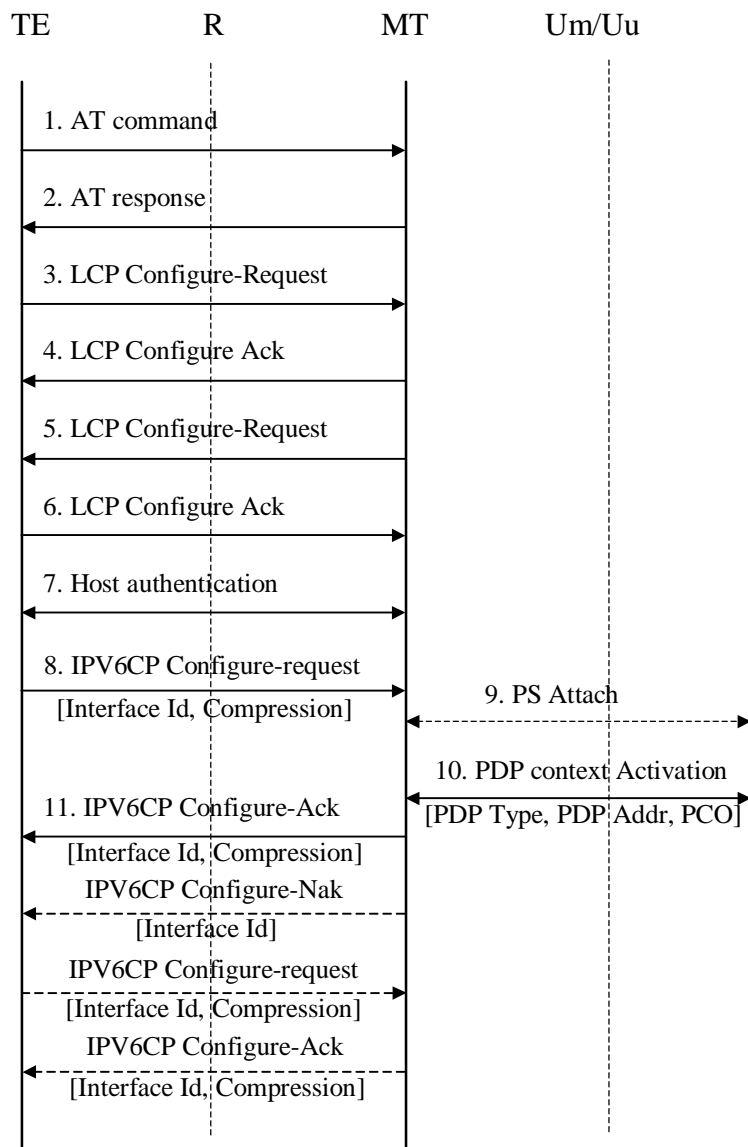 TE R MT Um/Uu
1. AT command
2. AT response
3. LCP Configure-Request
4. LCP Configure Ack
5. LCP Configure-Request
6. LCP Configure Ack
7. Host authentication
8. IPV6CP Configure-request
[Interface Id, Compression]
9. PS Attach
10. PDP context Activation
[PDP Type, PDP Addr, PCO]
11. IPV6CP Configure-Ack
[Interface Id, Compression]
IPV6CP Configure-Nak
[Interface Id]
IPV6CP Configure-request
[Interface Id, Compression]
IPV6CP Configure-Ack
[Interface Id, Compression]